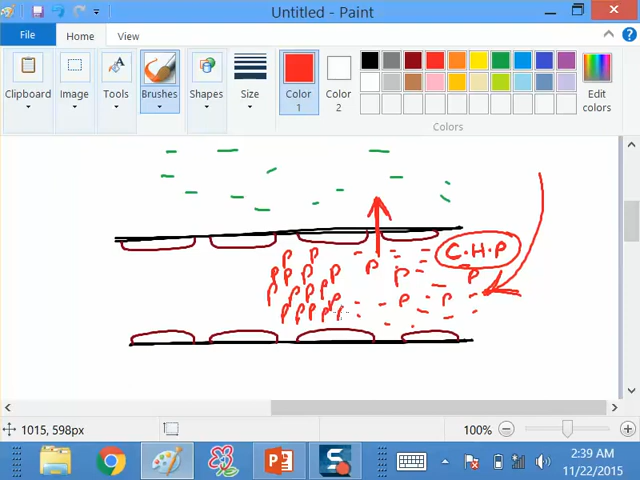 Untitled - Paint
File Home View
Clipboard Image Tools Brushes Shapes Size Color 1 Color 2 Edit colors
Colors
C.H.P
P P
P P P P P
P P P P P P P
P P P P P
1015, 598px 100%
2:39 AM
11/22/2015